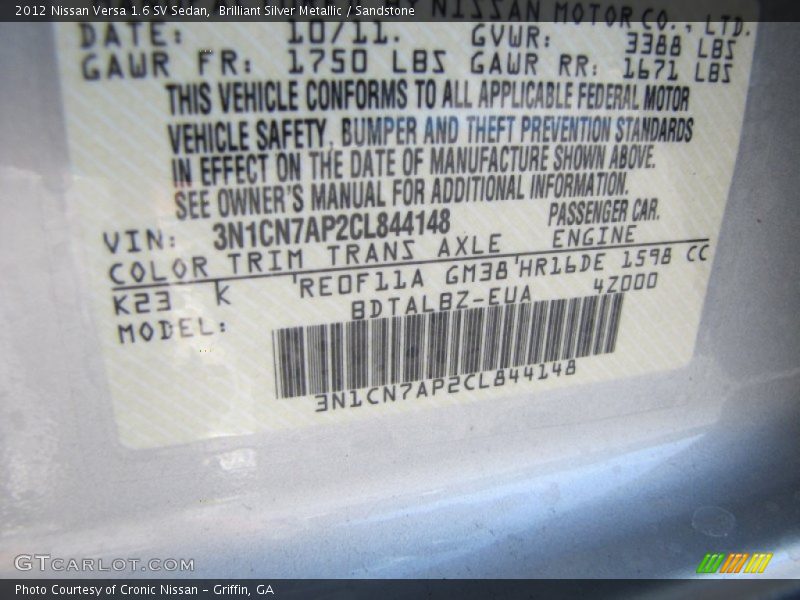 2012 Nissan Versa 1.6 SV Sedan, Brilliant Silver Metallic / Sandstone
NISSAN MOTOR CO., LTD.
DATE: 10/11. GVWR: 3388 LBS
GAWR FR: 1750 LBS GAWR RR: 1671 LBS
THIS VEHICLE CONFORMS TO ALL APPLICABLE FEDERAL MOTOR
VEHICLE SAFETY, BUMPER AND THEFT PREVENTION STANDARDS
IN EFFECT ON THE DATE OF MANUFACTURE SHOWN ABOVE.
SEE OWNER'S MANUAL FOR ADDITIONAL INFORMATION.
VIN: 3N1CN7AP2CL844148 PASSENGER CAR.
COLOR TRIM TRANS AXLE ENGINE
K23 K RE0F11A GM38 HR16DE 1598 CC
MODEL: BDTALBZ-EUA 4Z000
3N1CN7AP2CL844148
GTCARLOT.COM
Photo Courtesy of Cronic Nissan - Griffin, GA